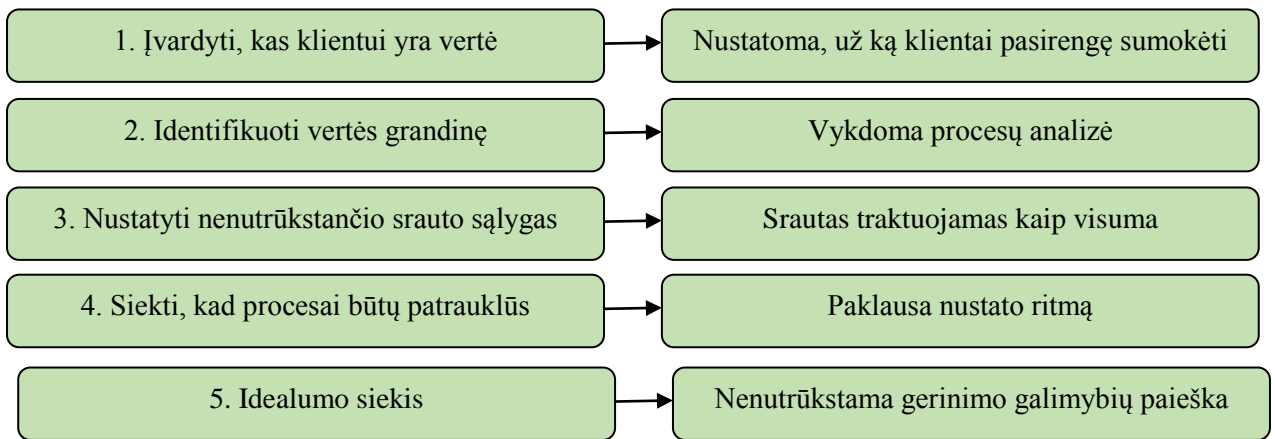 1. Įvardyti, kas klientui yra vertė
Nustatoma, už ką klientai pasirengę sumokėti
2. Identifikuoti vertės grandinę
Vykdoma procesų analizė
3. Nustatyti nenutrūkstančio srauto sąlygas
Srautas traktuojamas kaip visuma
4. Siekti, kad procesai būtų patrauklūs
Paklausa nustato ritmą
5. Idealumo siekis
Nenutrūkstama gerinimo galimybių paieška